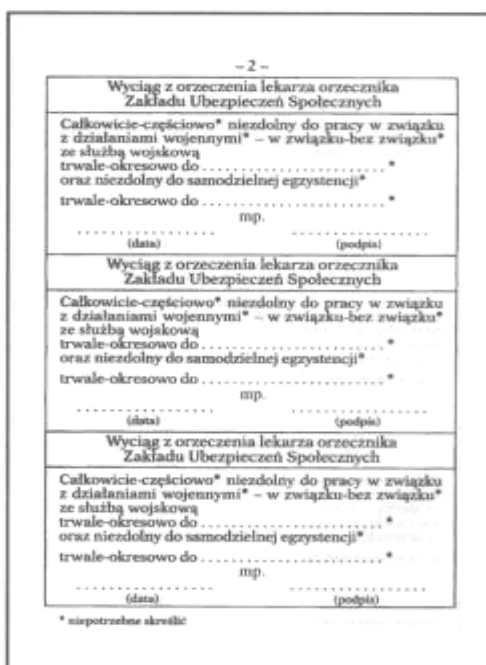 – 2 –
Wyciąg z orzeczenia lekarza orzecznika
Zakładu Ubezpieczeń Społecznych
Całkowicie-częściowo* niezdolny do pracy w związku
z działaniami wojennymi* – w związku-bez związku*
ze służbą wojskową
trwale-okresowo do . . . . . . . . . . . . . . . . . . . . . . . *
oraz niezdolny do samodzielnej egzystencji*
trwale-okresowo do . . . . . . . . . . . . . . . . . . . . . . . *
mp.
. . . . . . . . . . . . . . . . . . . . . . . . . . . . . . . . . .
(data) (podpis)
Wyciąg z orzeczenia lekarza orzecznika
Zakładu Ubezpieczeń Społecznych
Całkowicie-częściowo* niezdolny do pracy w związku
z działaniami wojennymi* – w związku-bez związku*
ze służbą wojskową
trwale-okresowo do . . . . . . . . . . . . . . . . . . . . . . . *
oraz niezdolny do samodzielnej egzystencji*
trwale-okresowo do . . . . . . . . . . . . . . . . . . . . . . . *
mp.
. . . . . . . . . . . . . . . . . . . . . . . . . . . . . . . . . .
(data) (podpis)
Wyciąg z orzeczenia lekarza orzecznika
Zakładu Ubezpieczeń Społecznych
Całkowicie-częściowo* niezdolny do pracy w związku
z działaniami wojennymi* – w związku-bez związku*
ze służbą wojskową
trwale-okresowo do . . . . . . . . . . . . . . . . . . . . . . . *
oraz niezdolny do samodzielnej egzystencji*
trwale-okresowo do . . . . . . . . . . . . . . . . . . . . . . . *
mp.
. . . . . . . . . . . . . . . . . . . . . . . . . . . . . . . . . .
(data) (podpis)
* niepotrzebne skreślić